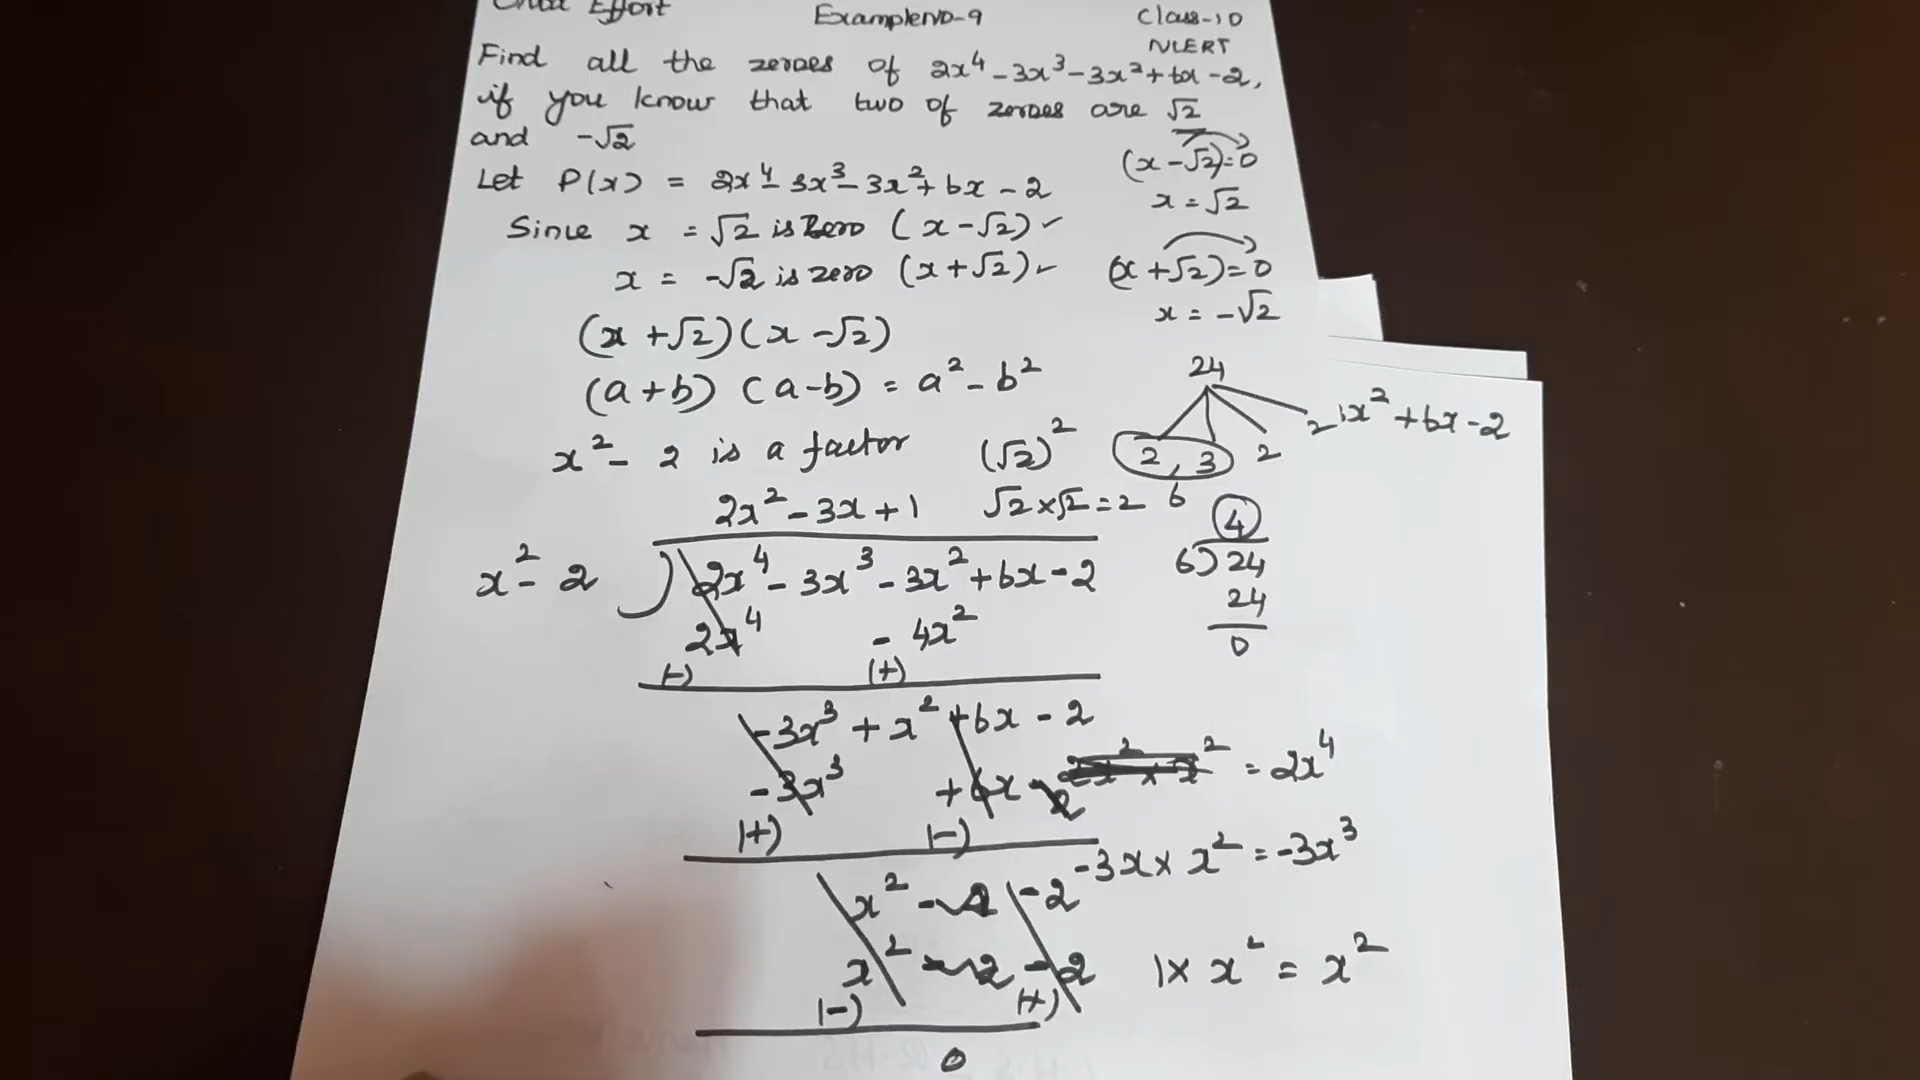 Child Effort Example No-9 Class-10
NCERT
Find all the zeroes of 2x⁴ - 3x³ - 3x² + 6x - 2,
if you know that two of zeroes are √2
and -√2
(x - √2) = 0
Let P(x) = 2x⁴ - 3x³ - 3x² + 6x - 2
x = √2
Since x = √2 is zero (x - √2) ✓
x = -√2 is zero (x + √2) ✓
(x + √2) = 0
x = -√2
(x + √2) (x - √2)
(a + b) (a - b) = a² - b²
24
2, 3 2 2
6
x² + 6x - 2
x² - 2 is a factor (√2)²
2x² - 3x + 1 √2 × √2 = 2
4
x² - 2 ) 2x⁴ - 3x³ - 3x² + 6x - 2
6) 24
2x⁴ - 4x²
24
(-) (+)
0
-3x³ + x² + 6x - 2
-3x³ + 6x
= 2x⁴
(+) (-)
-3x × x² = -3x³
x² - 2
x² - 2
1 × x² = x²
(-) (+)
0